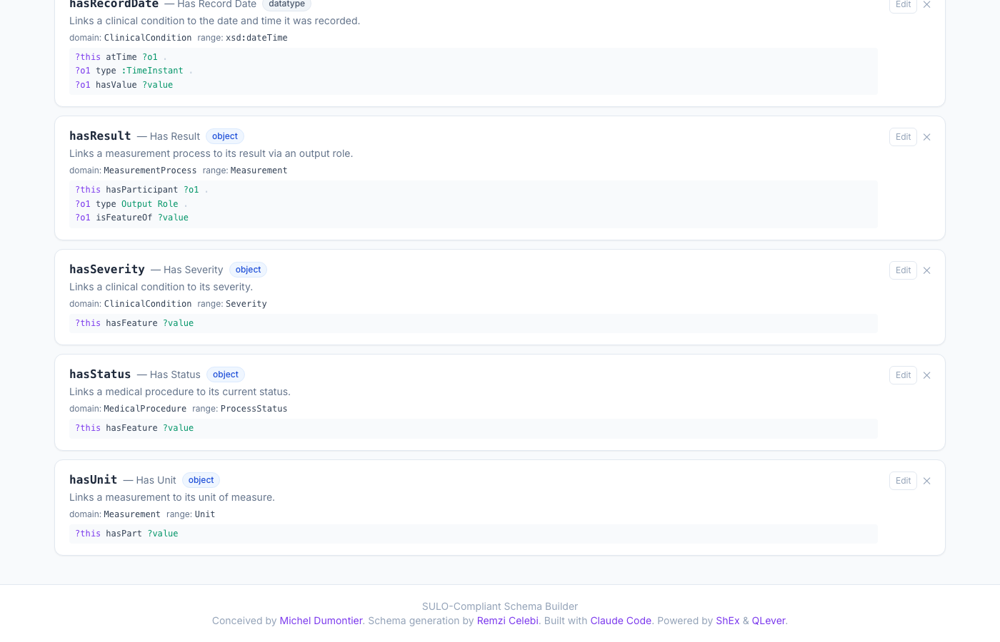 hasRecordDate — Has Record Date datatype Edit ×
Links a clinical condition to the date and time it was recorded.
domain: ClinicalCondition range: xsd:dateTime
?this atTime ?o1 .
?o1 type :TimeInstant .
?o1 hasValue ?value
hasResult — Has Result object Edit ×
Links a measurement process to its result via an output role.
domain: MeasurementProcess range: Measurement
?this hasParticipant ?o1 .
?o1 type Output Role .
?o1 isFeatureOf ?value
hasSeverity — Has Severity object Edit ×
Links a clinical condition to its severity.
domain: ClinicalCondition range: Severity
?this hasFeature ?value
hasStatus — Has Status object Edit ×
Links a medical procedure to its current status.
domain: MedicalProcedure range: ProcessStatus
?this hasFeature ?value
hasUnit — Has Unit object Edit ×
Links a measurement to its unit of measure.
domain: Measurement range: Unit
?this hasPart ?value
SULO-Compliant Schema Builder
Conceived by Michel Dumontier. Schema generation by Remzi Celebi. Built with Claude Code. Powered by ShEx & QLever.